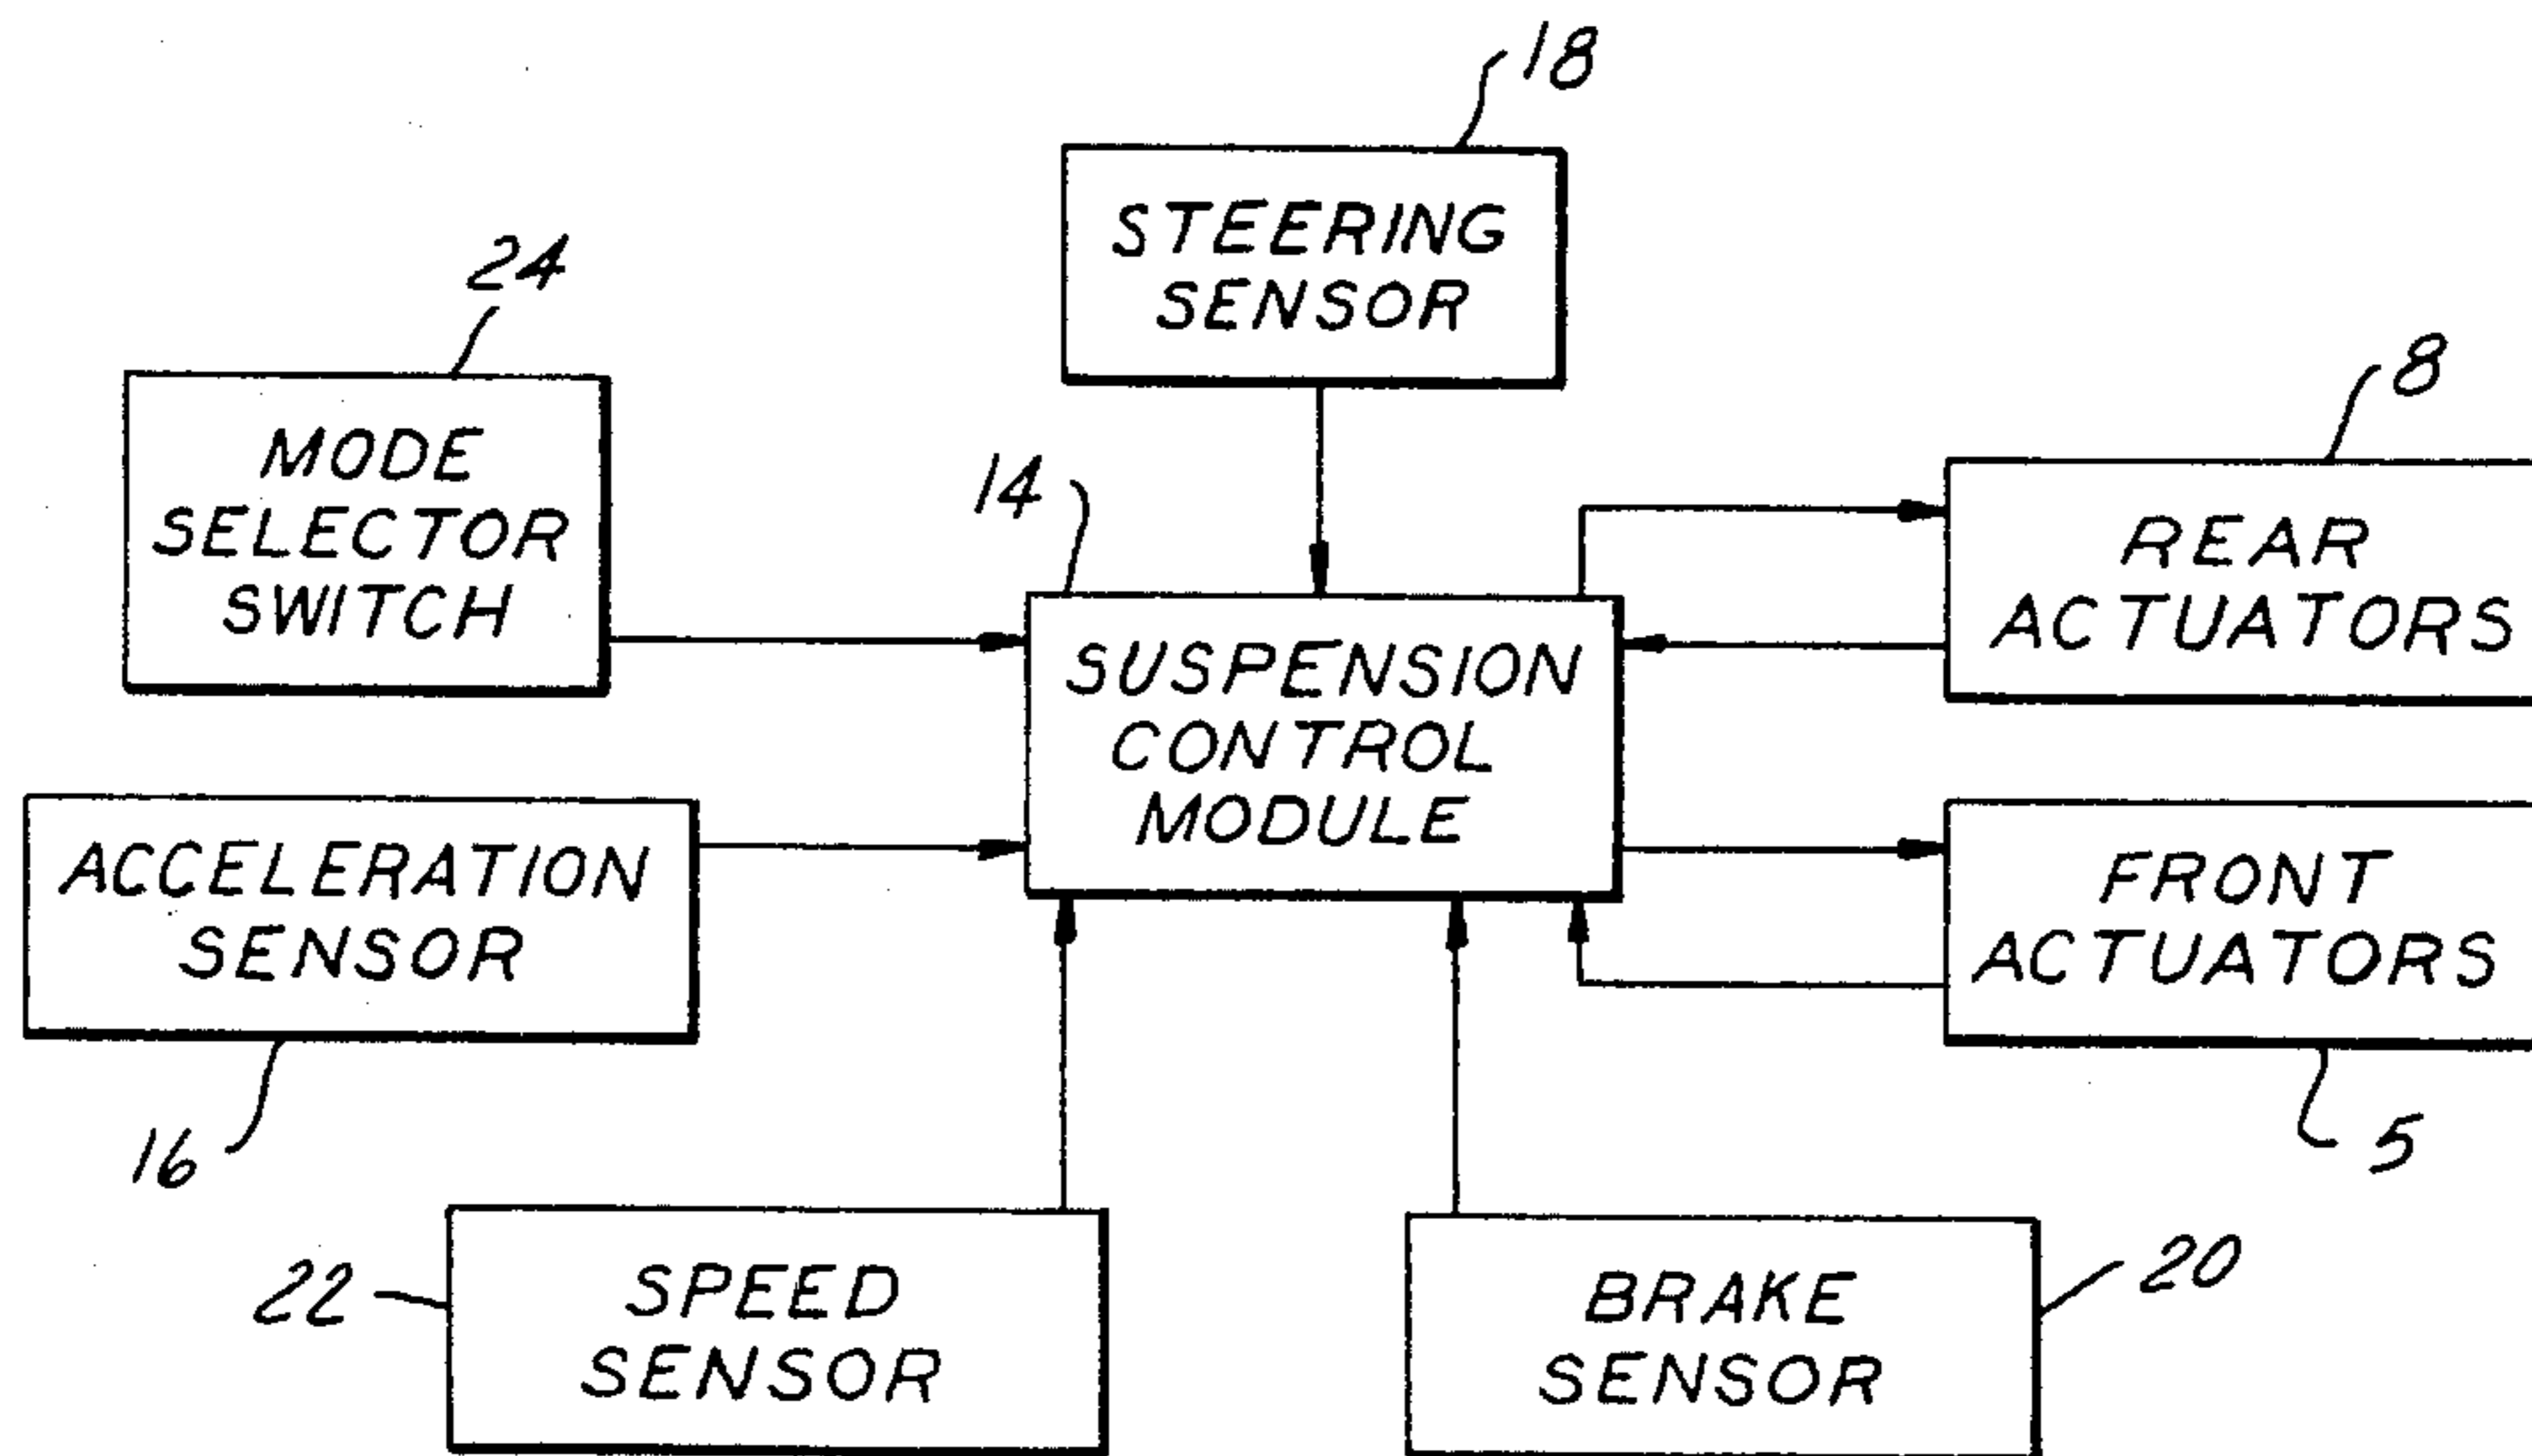 18
STEERING
SENSOR
24
MODE
SELECTOR
SWITCH
14
SUSPENSION
CONTROL
MODULE
8
REAR
ACTUATORS
ACCELERATION
SENSOR
16
FRONT
ACTUATORS
5
22
SPEED
SENSOR
BRAKE
SENSOR
20